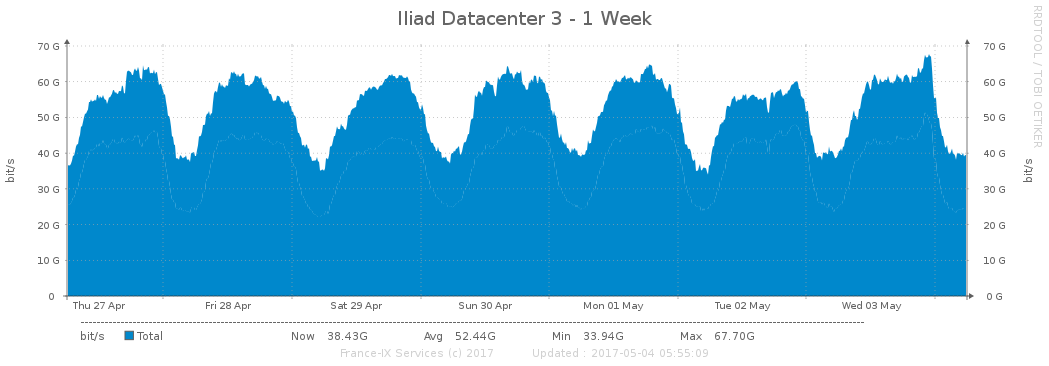 Iliad Datacenter 3 - 1 Week
RRDTOOL / TOBI OETIKER
70 G 70 G
60 G 60 G
50 G 50 G
40 G 40 G
30 G 30 G
20 G 20 G
10 G 10 G
0 0 G
bit/s
bit/s
Thu 27 Apr Fri 28 Apr Sat 29 Apr Sun 30 Apr Mon 01 May Tue 02 May Wed 03 May
bit/s Total Now 38.43G Avg 52.44G Min 33.94G Max 67.70G
France-IX Services (c) 2017 Updated : 2017-05-04 05:55:09